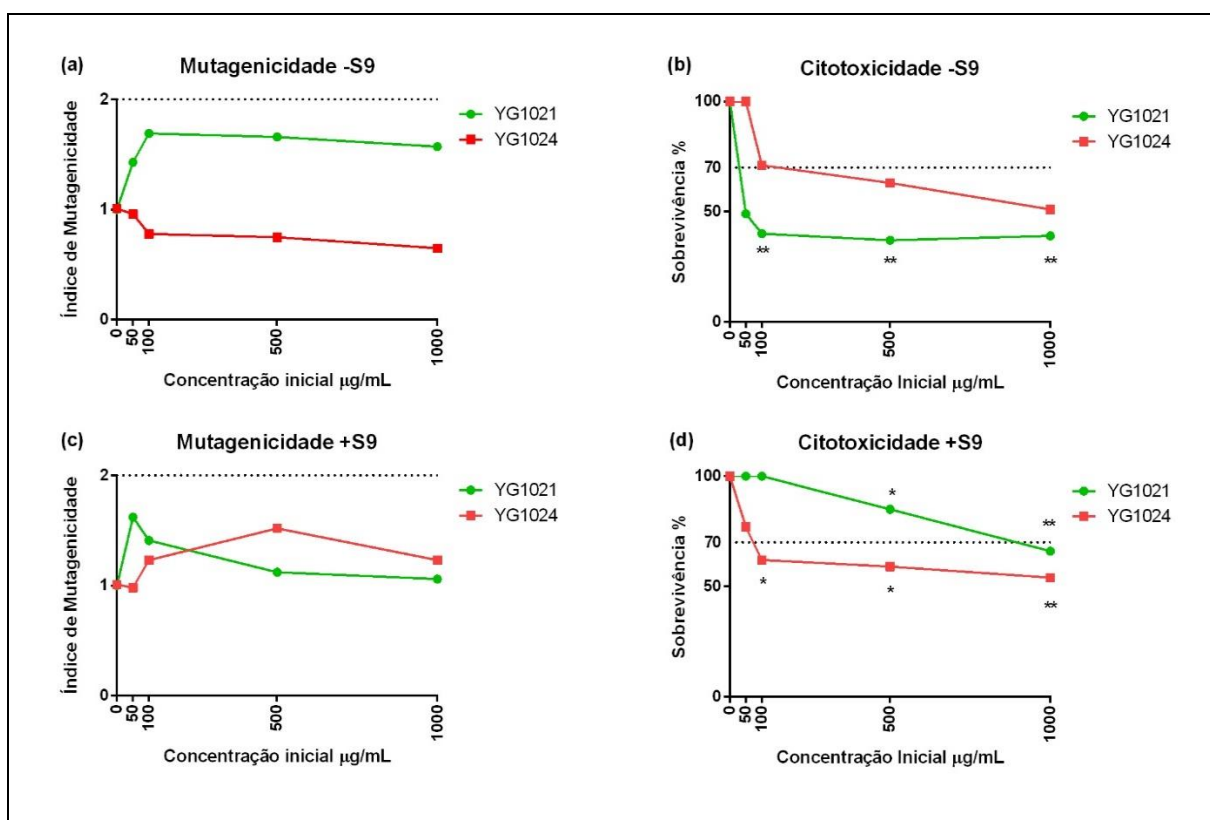 (a)
Mutagenicidade -S9
Índice de Mutagenicidade
2
1
0
0
50
100
500
1000
Concentração inicial μg/mL
YG1021
YG1024
(b)
Citotoxicidade -S9
Sobrevivência %
100
70
50
0
**
**
**
0
50
100
500
1000
Concentração Inicial μg/mL
YG1021
YG1024
(c)
Mutagenicidade +S9
Índice de Mutagenicidade
2
1
0
0
50
100
500
1000
Concentração inicial μg/mL
YG1021
YG1024
(d)
Citotoxicidade +S9
Sobrevivência %
100
70
50
0
*
**
*
*
**
0
50
100
500
1000
Concentração Inicial μg/mL
YG1021
YG1024